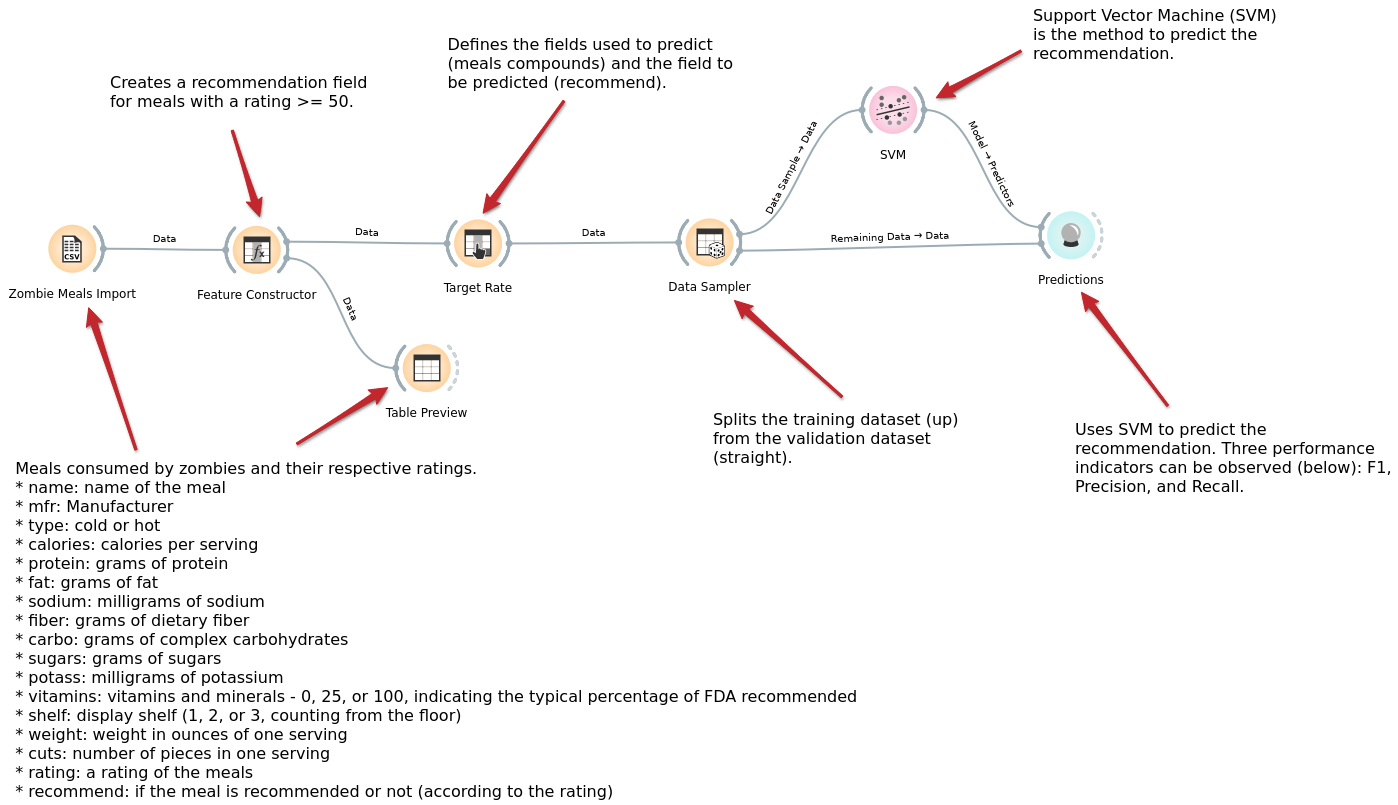 Support Vector Machine (SVM)
is the method to predict the
recommendation.
Defines the fields used to predict
(meals compounds) and the field to
be predicted (recommend).
Creates a recommendation field
for meals with a rating >= 50.
Data Sample → Data
Model → Predictors
SVM
Data
Data
Data
Remaining Data → Data
CSV
fx
Zombie Meals Import
Feature Constructor
Target Rate
Data Sampler
Predictions
Data
Table Preview
Splits the training dataset (up)
from the validation dataset
(straight).
Uses SVM to predict the
recommendation. Three performance
indicators can be observed (below): F1,
Precision, and Recall.
Meals consumed by zombies and their respective ratings.
* name: name of the meal
* mfr: Manufacturer
* type: cold or hot
* calories: calories per serving
* protein: grams of protein
* fat: grams of fat
* sodium: milligrams of sodium
* fiber: grams of dietary fiber
* carbo: grams of complex carbohydrates
* sugars: grams of sugars
* potass: milligrams of potassium
* vitamins: vitamins and minerals - 0, 25, or 100, indicating the typical percentage of FDA recommended
* shelf: display shelf (1, 2, or 3, counting from the floor)
* weight: weight in ounces of one serving
* cuts: number of pieces in one serving
* rating: a rating of the meals
* recommend: if the meal is recommended or not (according to the rating)